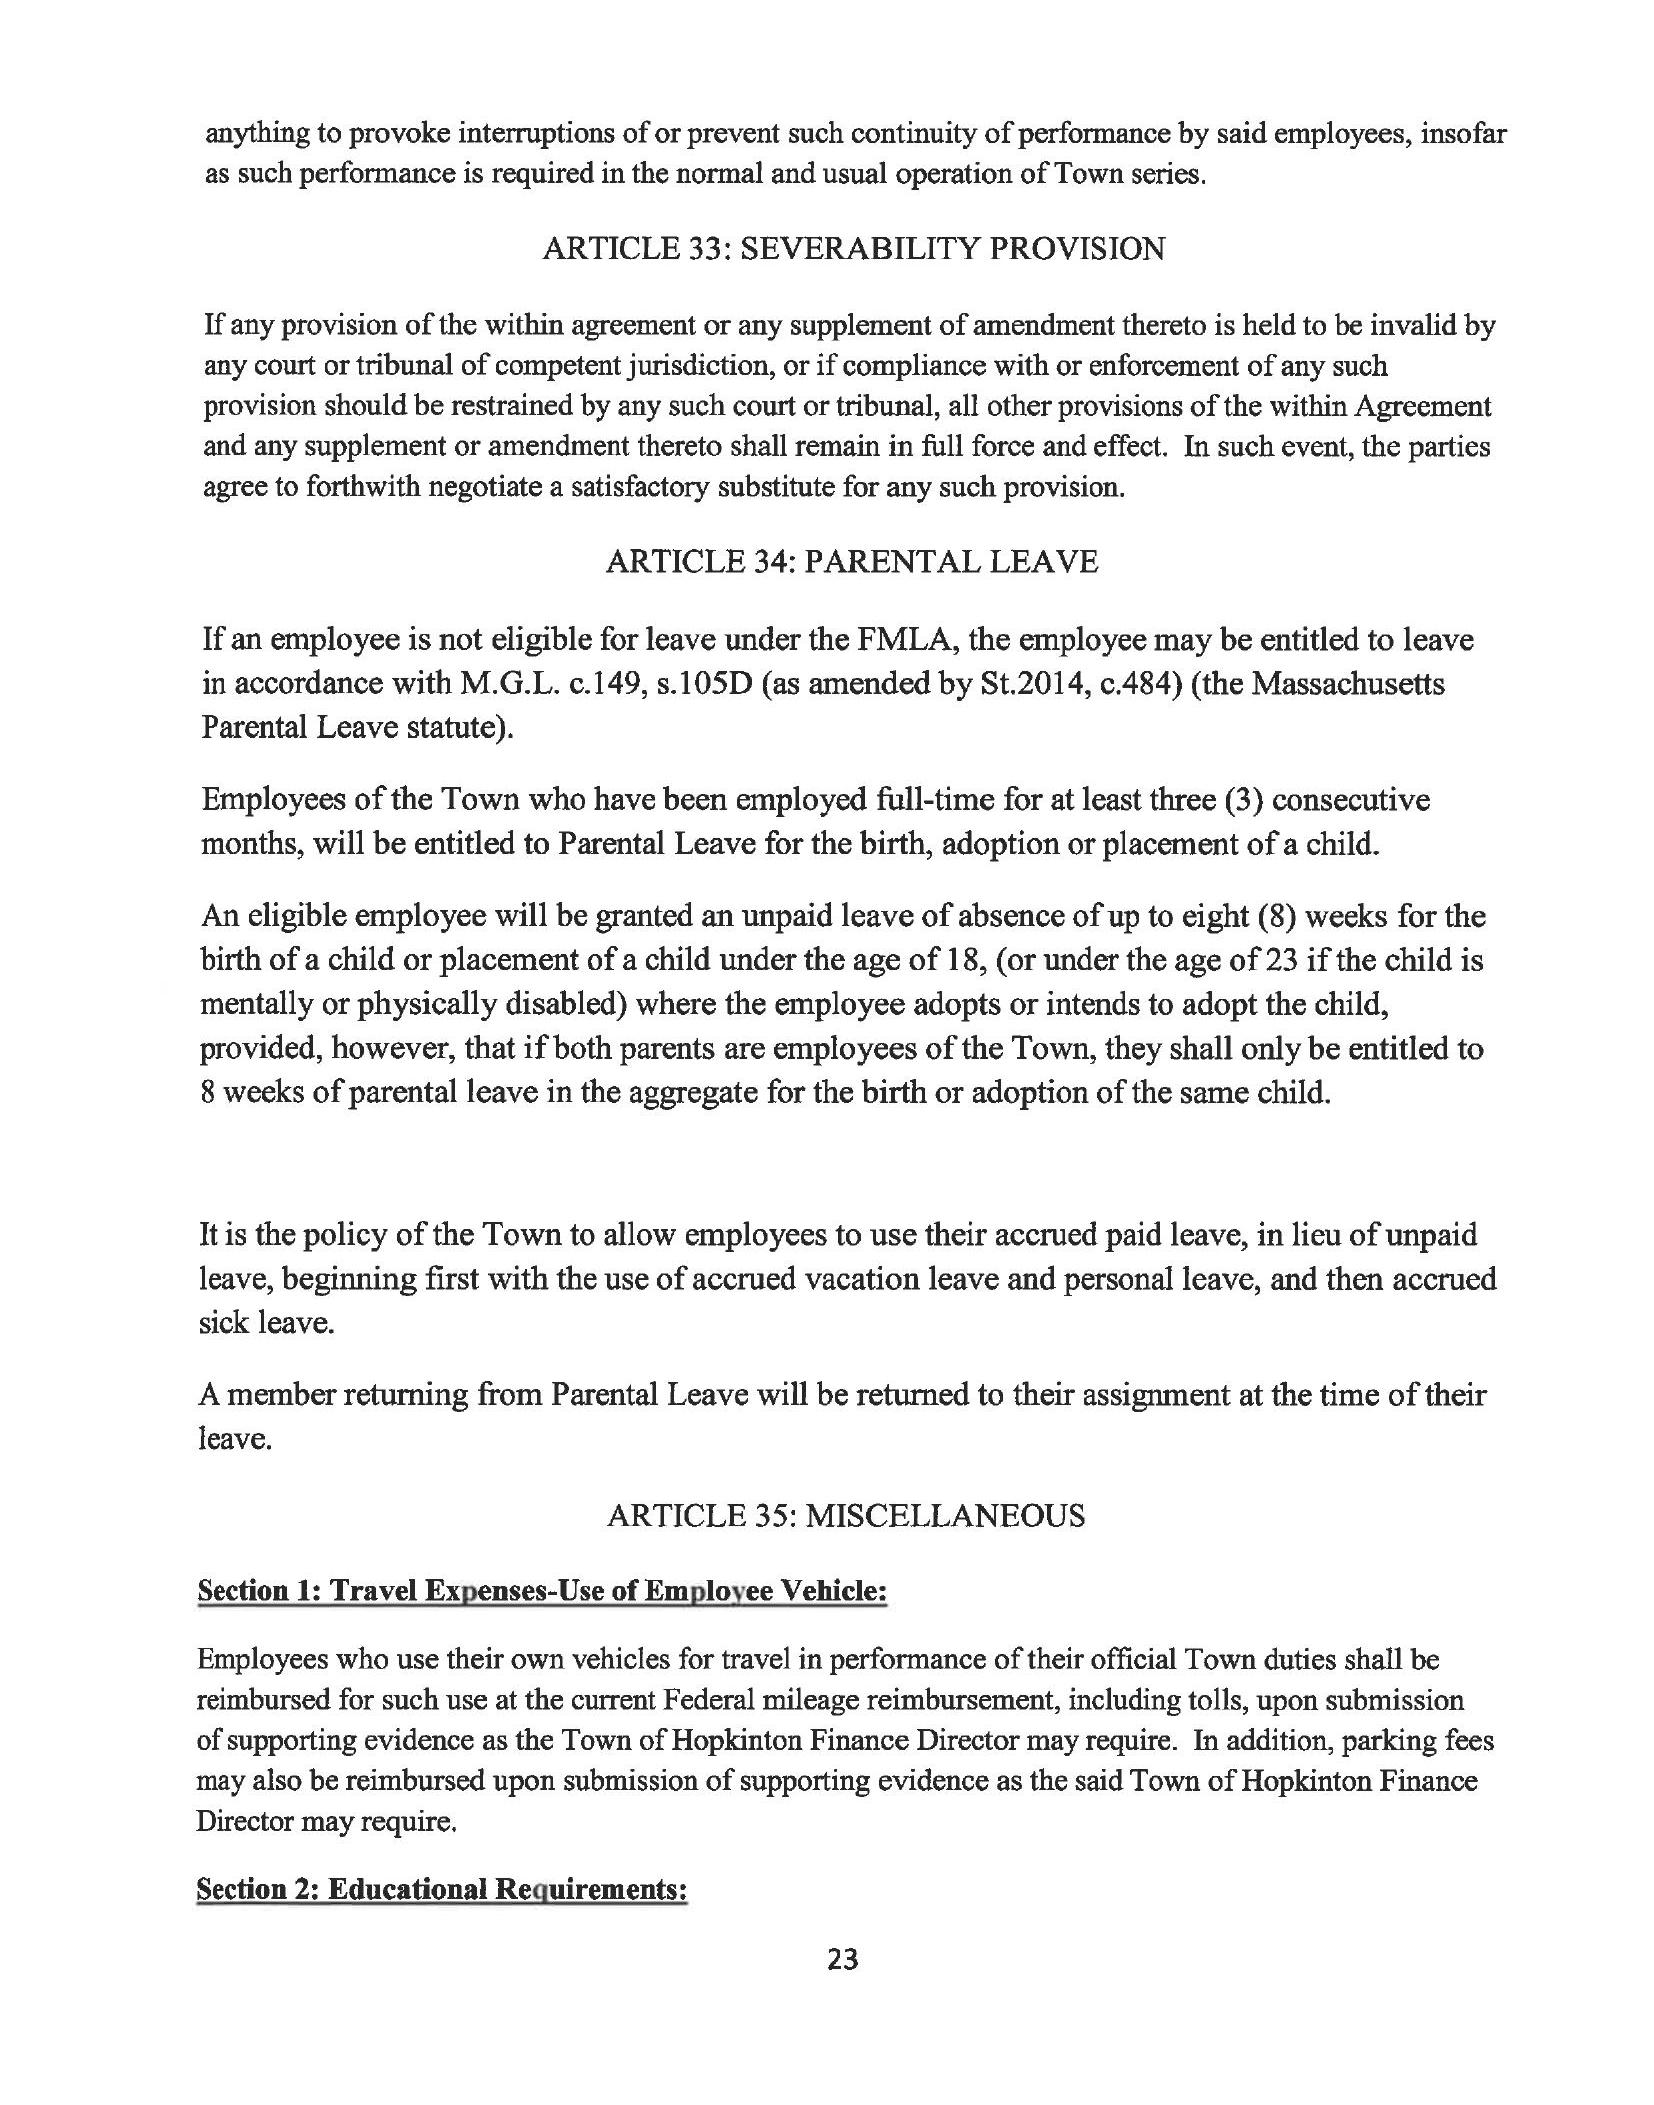 anything to provoke interruptions of or prevent such continuity of performance by said employees, insofar
as such performance is required in the normal and usual operation of Town series.
ARTICLE 33: SEVERABILITY PROVISION
If any provision of the within agreement or any supplement of amendment thereto is held to be invalid by
any court or tribunal of competent jurisdiction, or if compliance with or enforcement of any such
provision should be restrained by any such court or tribunal, all other provisions of the within Agreement
and any supplement or amendment thereto shall remain in full force and effect. In such event, the parties
agree to forthwith negotiate a satisfactory substitute for any such provision.
ARTICLE 34: PARENTAL LEAVE
If an employee is not eligible for leave under the FMLA, the employee may be entitled to leave
in accordance with M.G.L. c.149, s.105D (as amended by St.2014, c.484) (the Massachusetts
Parental Leave statute).
Employees of the Town who have been employed full-time for at least three (3) consecutive
months, will be entitled to Parental Leave for the birth, adoption or placement of a child.
An eligible employee will be granted an unpaid leave of absence of up to eight (8) weeks for the
birth of a child or placement of a child under the age of 18, (or under the age of 23 if the child is
mentally or physically disabled) where the employee adopts or intends to adopt the child,
provided, however, that if both parents are employees of the Town, they shall only be entitled to
8 weeks of parental leave in the aggregate for the birth or adoption of the same child.
It is the policy of the Town to allow employees to use their accrued paid leave, in lieu of unpaid
leave, beginning first with the use of accrued vacation leave and personal leave, and then accrued
sick leave.
A member returning from Parental Leave will be returned to their assignment at the time of their
leave.
ARTICLE 35: MISCELLANEOUS
Section 1: Travel Expenses-Use of Employee Vehicle:
Employees who use their own vehicles for travel in performance of their official Town duties shall be
reimbursed for such use at the current Federal mileage reimbursement, including tolls, upon submission
of supporting evidence as the Town of Hopkinton Finance Director may require. In addition, parking fees
may also be reimbursed upon submission of supporting evidence as the said Town of Hopkinton Finance
Director may require.
Section 2: Educational Requirements:
23